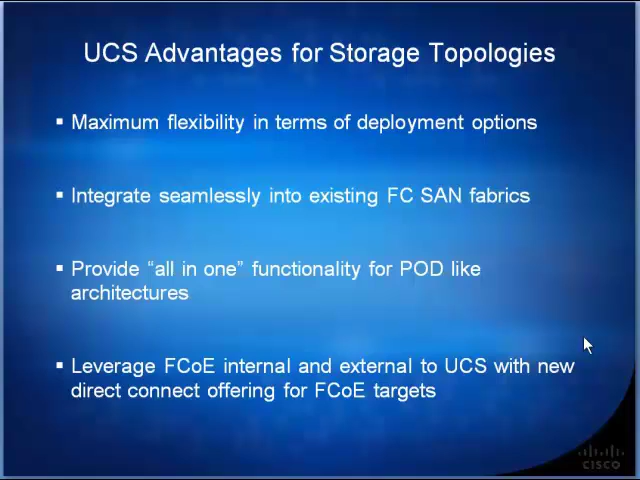 UCS Advantages for Storage Topologies
▪ Maximum flexibility in terms of deployment options
▪ Integrate seamlessly into existing FC SAN fabrics
▪ Provide “all in one” functionality for POD like
architectures
▪ Leverage FCoE internal and external to UCS with new
direct connect offering for FCoE targets
CISCO